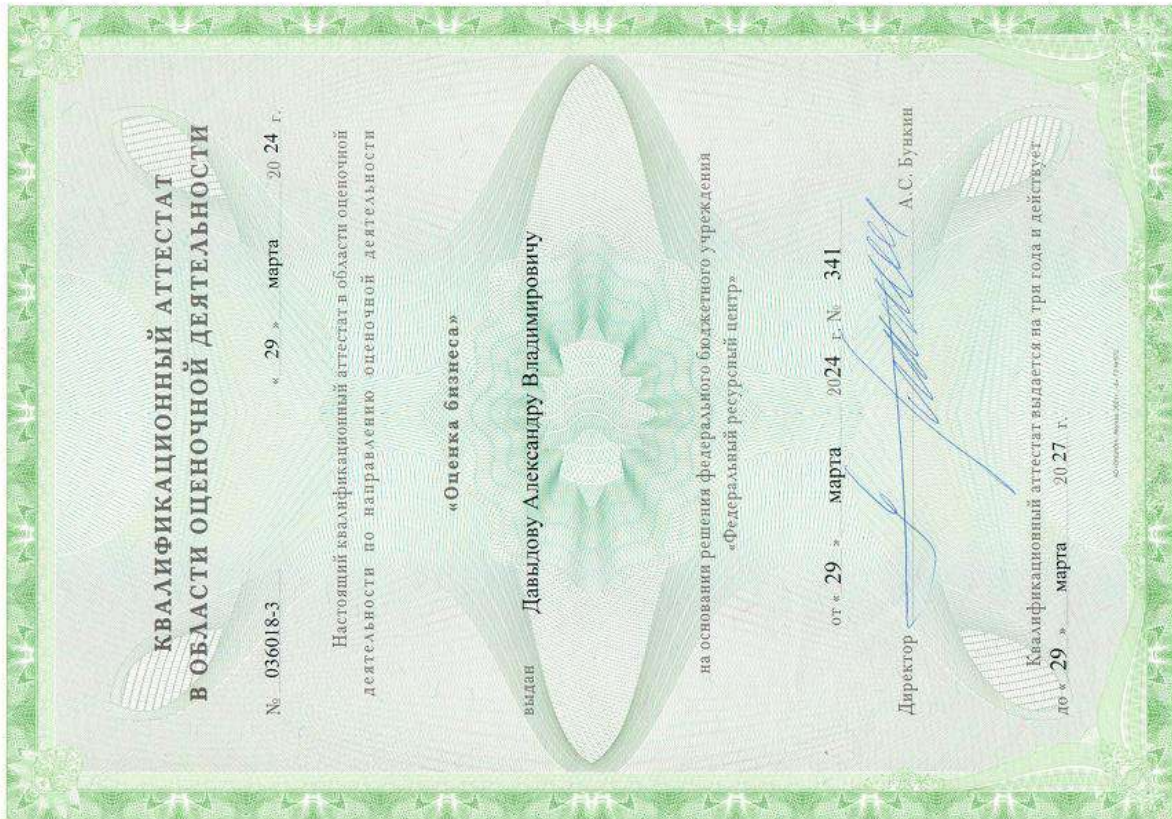 КВАЛИФИКАЦИОННЫЙ АТТЕСТАТ
В ОБЛАСТИ ОЦЕНОЧНОЙ ДЕЯТЕЛЬНОСТИ
№ 036018-3 « 29 » марта 20 24 г.
Настоящий квалификационный аттестат в области оценочной
деятельности по направлению оценочной деятельности
«Оценка бизнеса»
выдан Давыдову Александру Владимировичу
на основании решения федерального бюджетного учреждения
«Федеральный ресурсный центр»
от « 29 » марта 2024 г. № 341
Директор А.С. Бункин
Квалификационный аттестат выдается на три года и действует
до « 29 » марта 20 27 г.